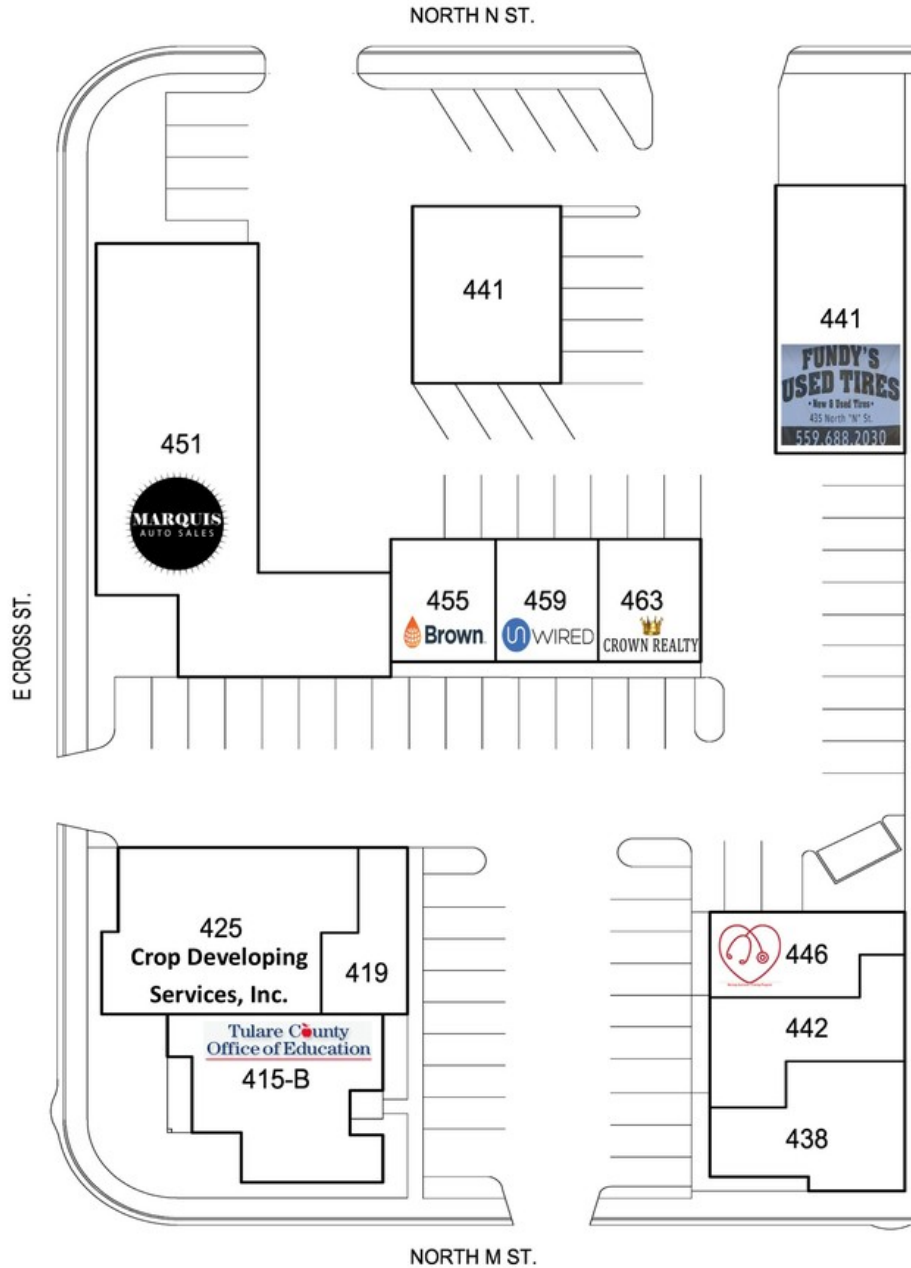 NORTH N ST.
441
441
FUNDY'S
USED TIRES
• New & Used Tires •
435 North "N" St.
559.688.2030
451
MARQUIS
AUTO SALES
E CROSS ST.
455
Brown
459
UN WIRED
463
CROWN REALTY
425
Crop Developing
Services, Inc.
419
446
Tulare County
Office of Education
415-B
442
438
NORTH M ST.